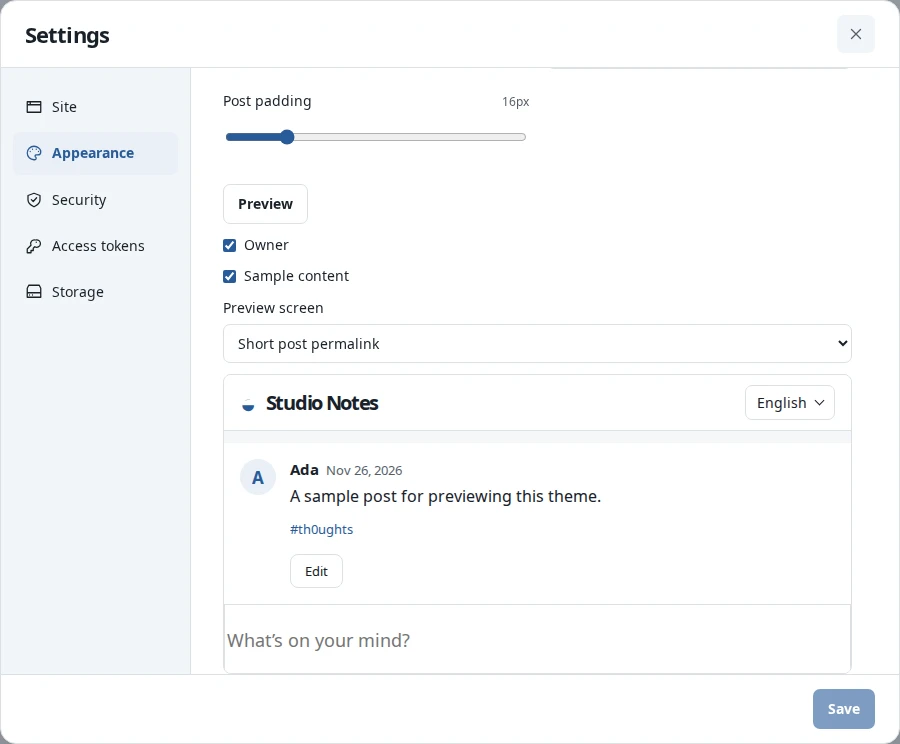 Settings
Site
Appearance
Security
Access tokens
Storage
Post padding 16px
Preview
Owner
Sample content
Preview screen
Short post permalink
Studio Notes English
A Ada Nov 26, 2026
A sample post for previewing this theme.
#th0ughts
Edit
What's on your mind?
Save